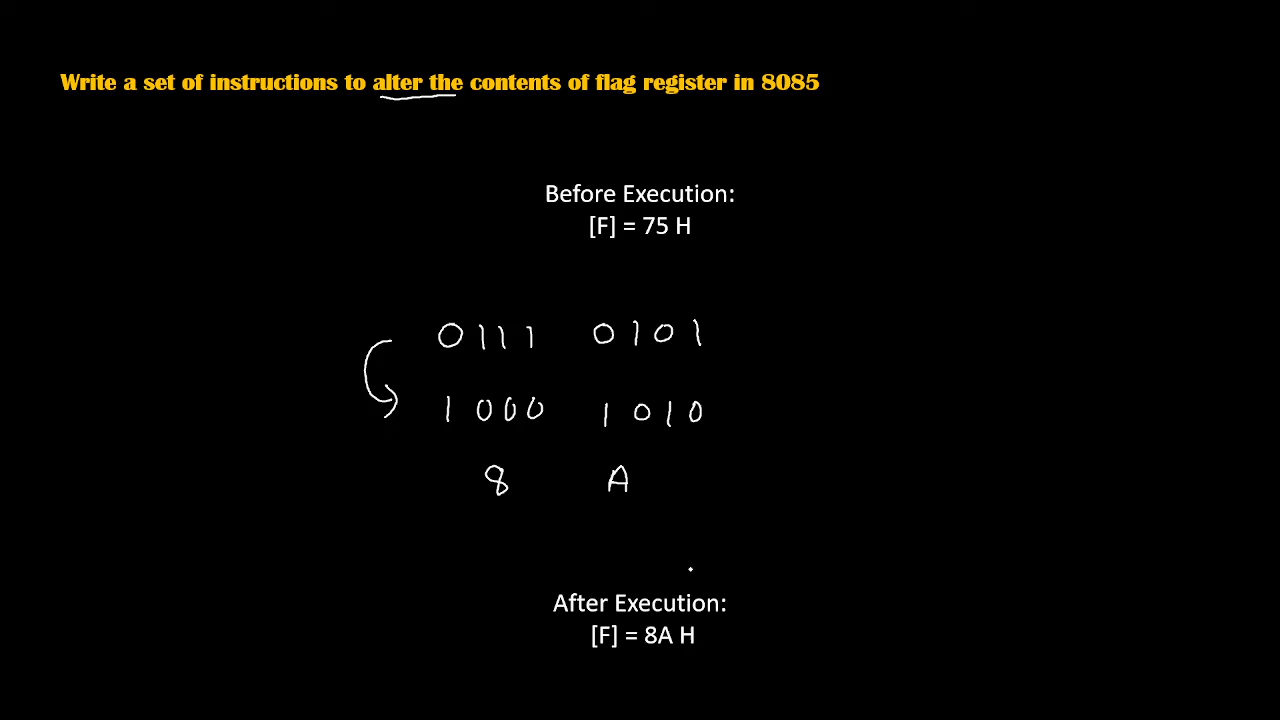 Write a set of instructions to alter the contents of flag register in 8085
Before Execution:
[F] = 75 H
0111 0101
1000 1010
8 A
After Execution:
[F] = 8A H